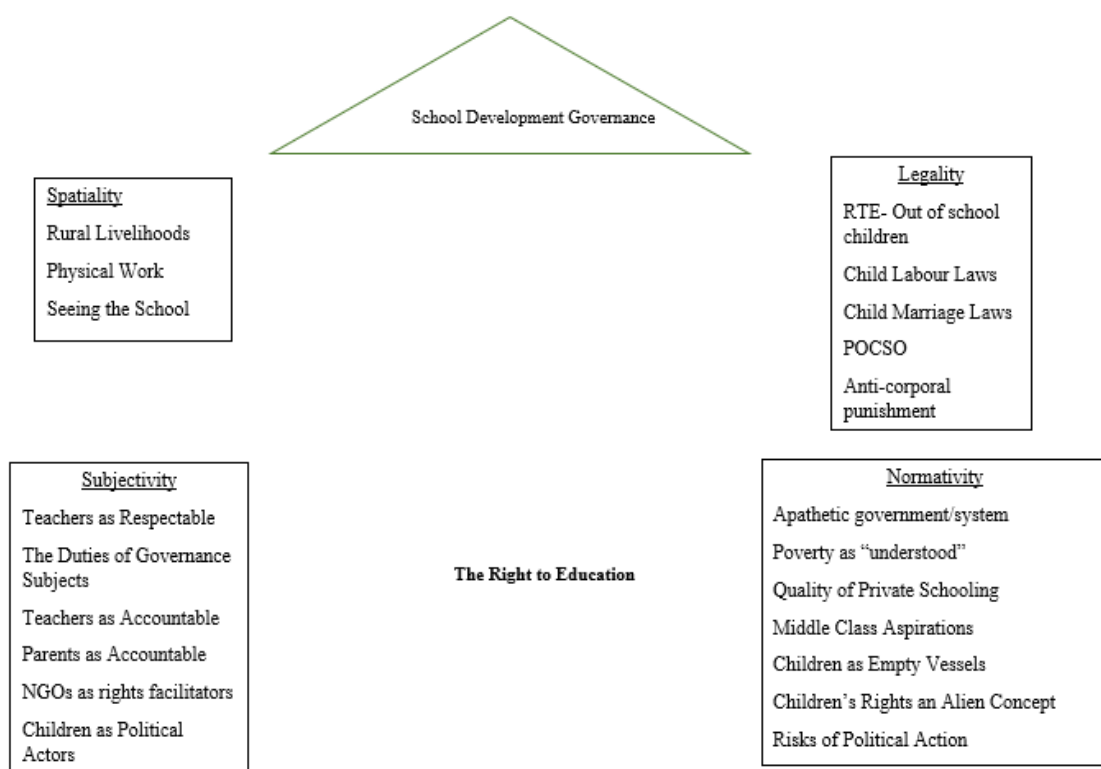 School Development Governance
Spatiality
Rural Livelihoods
Physical Work
Seeing the School
Legality
RTE- Out of school
children
Child Labour Laws
Child Marriage Laws
POCSO
Anti-corporal
punishment
Subjectivity
Teachers as Respectable
The Duties of Governance
Subjects
Teachers as Accountable
Parents as Accountable
NGOs as rights facilitators
Children as Political
Actors
The Right to Education
Normativity
Apathetic government/system
Poverty as “understood”
Quality of Private Schooling
Middle Class Aspirations
Children as Empty Vessels
Children’s Rights an Alien Concept
Risks of Political Action